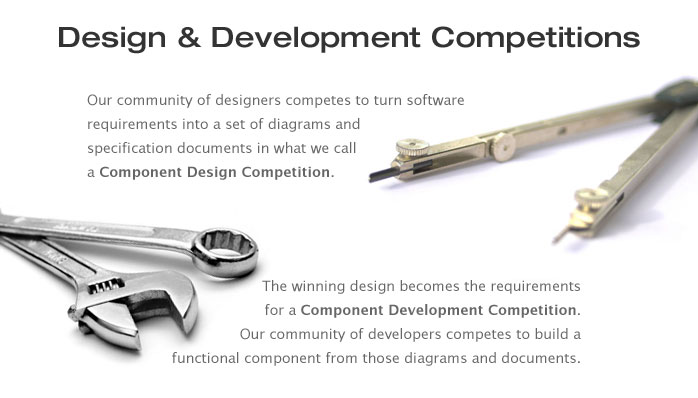 Design & Development Competitions
Our community of designers competes to turn software
requirements into a set of diagrams and
specification documents in what we call
a Component Design Competition.
The winning design becomes the requirements
for a Component Development Competition.
Our community of developers competes to build a
functional component from those diagrams and documents.